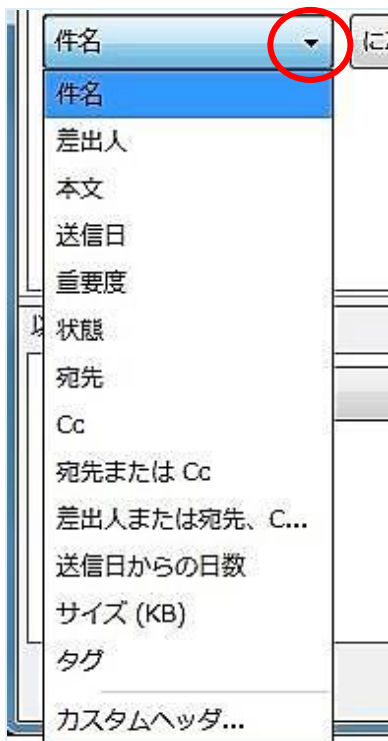 件名 に
件名
差出人
本文
送信日
重要度
状態
宛先
Cc
宛先または Cc
差出人または宛先、C...
送信日からの日数
サイズ (KB)
タグ
カスタムヘッダ...